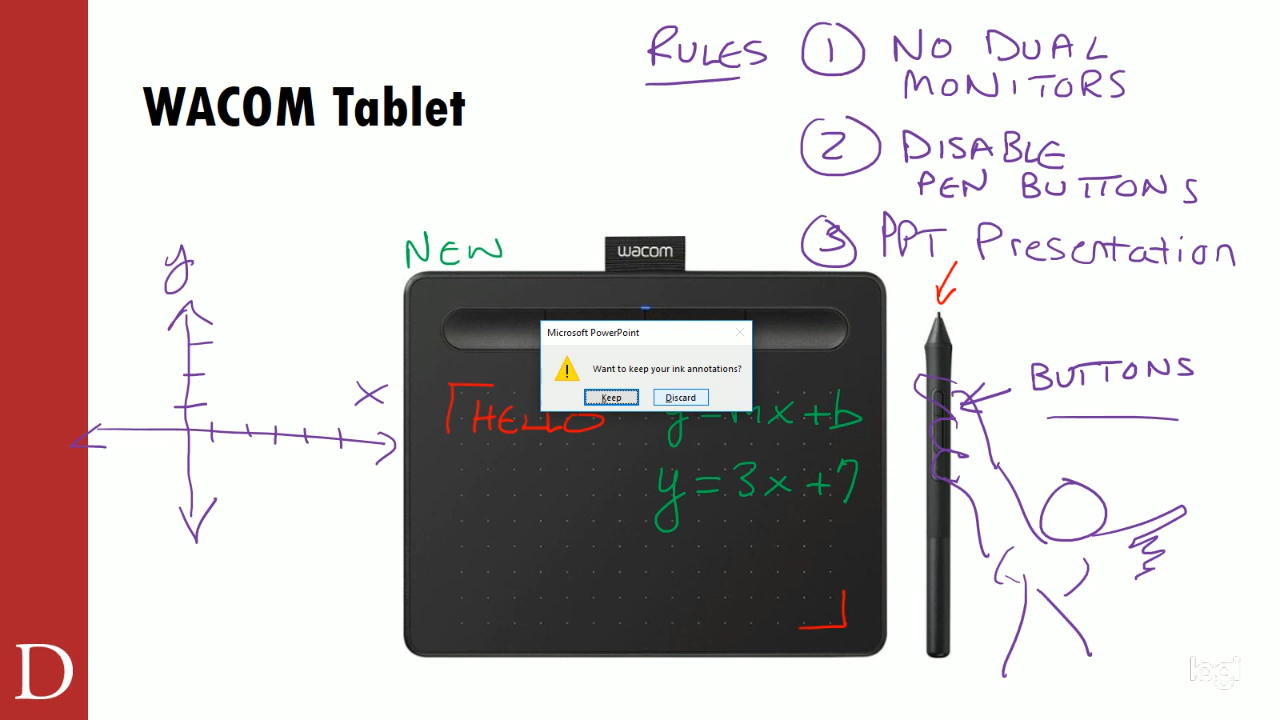 WACOM Tablet
RULES
1 NO DUAL
MONITORS
2 DISABLE
PEN BUTTONS
3 PPT Presentation
NEW
wacom
y
x
Microsoft PowerPoint
Want to keep your ink annotations?
Keep Discard
HELLO
y=mx+b
y=3x+7
BUTTONS
D
logi